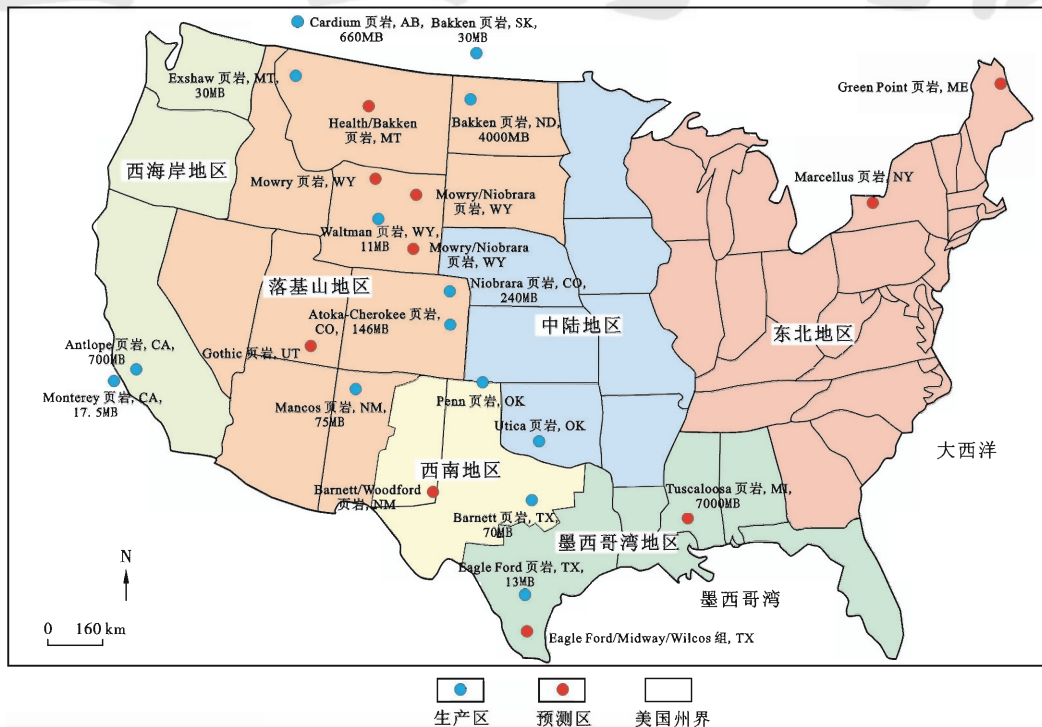 Cardium 页岩, AB,
660MB
Bakken 页岩, SK,
30MB
Exshaw 页岩, MT,
30MB
Health/Bakken
页岩, MT
Bakken 页岩, ND,
4000MB
Green Point 页岩, ME
西海岸地区
Mowry 页岩, WY
Mowry/Niobrara
页岩, WY
Marcellus 页岩, NY
Waltman 页岩, WY,
11MB
Mowry/Niobrara
页岩, WY
落基山地区
Niobrara 页岩, CO,
240MB
Atoka-Cherokee 页岩,
CO, 146MB
中陆地区
东北地区
Antlope 页岩, CA,
700MB
Gothic 页岩, UT
Monterey 页岩, CA,
17.5MB
Mancos 页岩, NM,
75MB
Penn 页岩, OK
Utica 页岩, OK
大西洋
西南地区
Barnett/Woodford
页岩, NM
Tuscaloosa 页岩, MI,
7000MB
Barnett 页岩, TX,
70MB
墨西哥湾地区
Eagle Ford 页岩, TX,
13MB
墨西哥湾
N
0 160 km
Eagle Ford/Midway/Wilcos 组, TX
生产区 预测区 美国州界